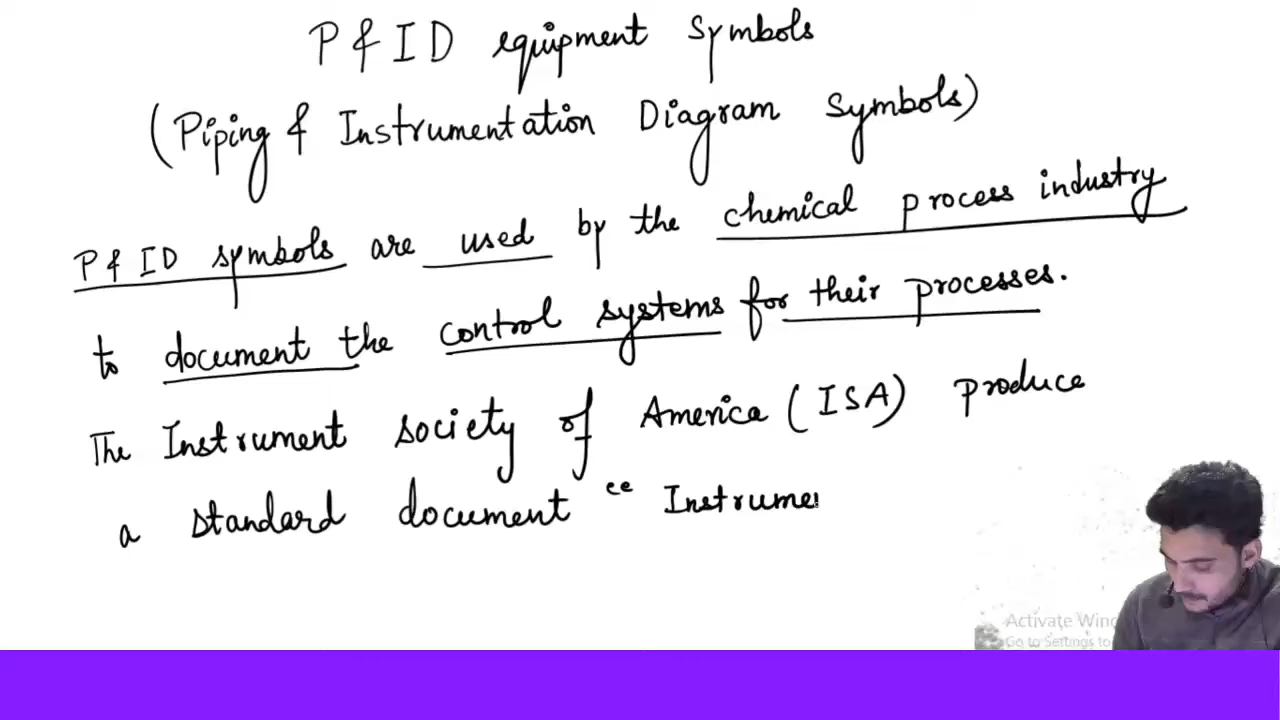 P & ID equipment symbols
(Piping & Instrumentation Diagram Symbols)
P & ID symbols are used by the chemical process industry
to document the control systems for their processes.
The Instrument society of America (ISA) produce
a standard document “ Instrume
Activate Wind
Go to Settings to